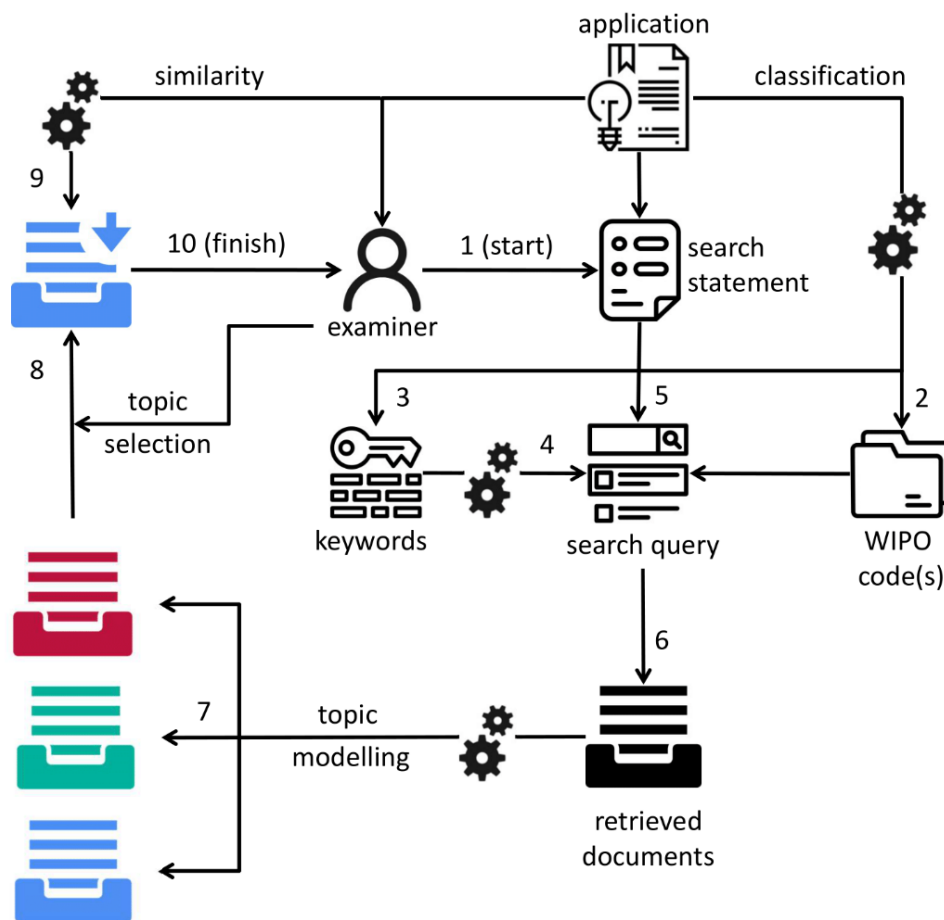 application
similarity
classification
9
10 (finish)
1 (start)
search
statement
examiner
8
topic
selection
3
5
2
4
keywords
search query
WIPO
code(s)
6
7
topic
modelling
retrieved
documents